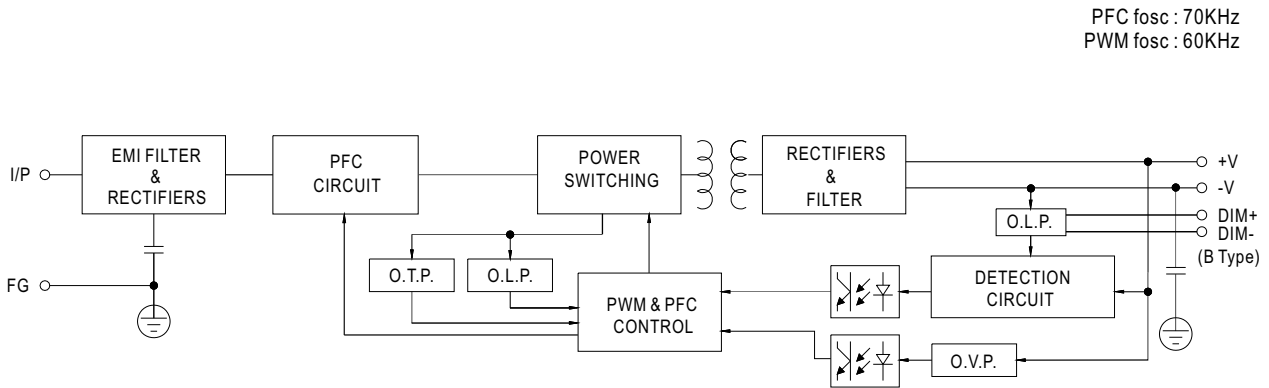 PFC fosc : 70KHz
PWM fosc : 60KHz
I/P
EMI FILTER
&
RECTIFIERS
PFC
CIRCUIT
POWER
SWITCHING
RECTIFIERS
&
FILTER
+V
-V
DIM+
DIM-
(B Type)
O.L.P.
FG
O.T.P.
O.L.P.
PWM & PFC
CONTROL
DETECTION
CIRCUIT
O.V.P.